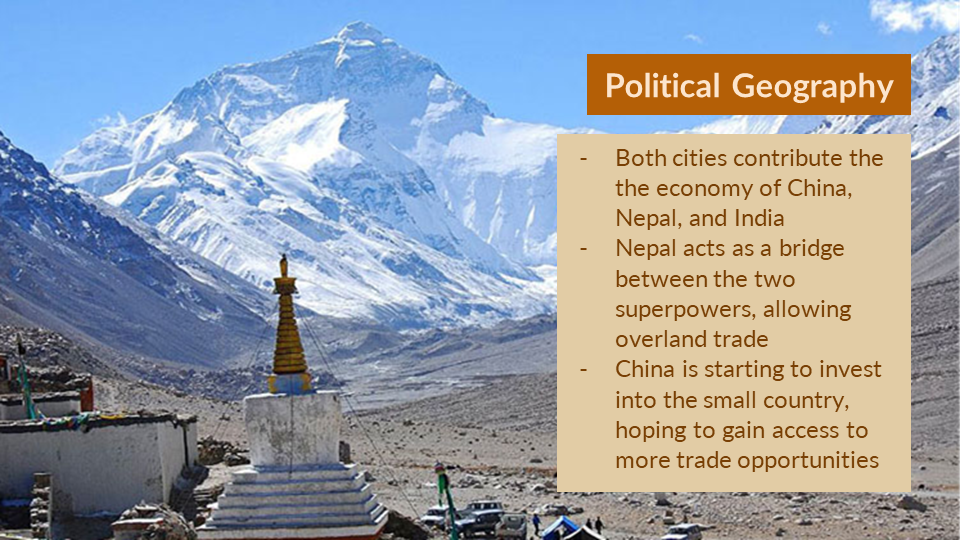 Political Geography
- Both cities contribute the
the economy of China,
Nepal, and India
- Nepal acts as a bridge
between the two
superpowers, allowing
overland trade
- China is starting to invest
into the small country,
hoping to gain access to
more trade opportunities